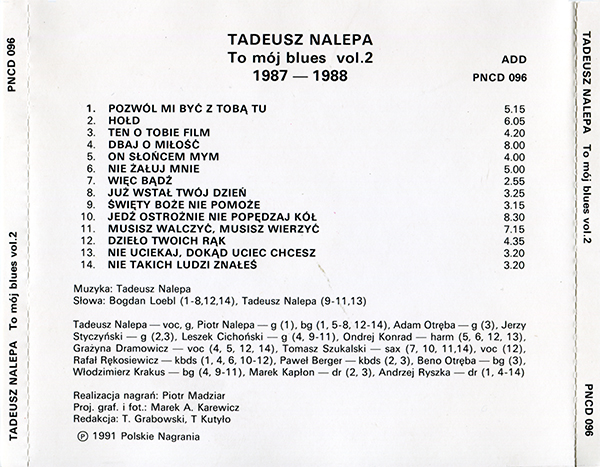 PNCD 096
TADEUSZ NALEPA To mój blues vol.2
TADEUSZ NALEPA
To mój blues vol.2
1987 — 1988
ADD
PNCD 096
1. POZWÓL MI BYĆ Z TOBĄ TU 5.15
2. HOŁD 6.05
3. TEN O TOBIE FILM 4.20
4. DBAJ O MIŁOŚĆ 8.00
5. ON SŁOŃCEM MYM 4.00
6. NIE ŻAŁUJ MNIE 5.00
7. WIĘC BĄDŹ 2.55
8. JUŻ WSTAŁ TWÓJ DZIEŃ 3.25
9. ŚWIĘTY BOŻE NIE POMOŻE 3.15
10. JEDŹ OSTROŻNIE NIE POPĘDZAJ KÓŁ 8.30
11. MUSISZ WALCZYĆ, MUSISZ WIERZYĆ 7.15
12. DZIEŁO TWOICH RĄK 4.35
13. NIE UCIEKAJ, DOKĄD UCIEC CHCESZ 3.20
14. NIE TAKICH LUDZI ZNAŁEŚ 3.20
Muzyka: Tadeusz Nalepa
Słowa: Bogdan Loebl (1-8,12,14), Tadeusz Nalepa (9-11,13)
Tadeusz Nalepa — voc, g, Piotr Nalepa — g (1), bg (1, 5-8, 12-14), Adam Otręba — g (3), Jerzy
Styczyński — g (2,3), Leszek Cichoński — g (4, 9-11), Ondrej Konrad — harm (5, 6, 12, 13),
Grażyna Dramowicz — voc (4, 5, 12, 14), Tomasz Szukalski — sax (7, 10, 11,14), voc (12),
Rafał Rękosiewicz — kbds (1, 4, 6, 10-12), Paweł Berger — kbds (2, 3), Beno Otręba — bg (3),
Włodzimierz Krakus — bg (4, 9-11), Marek Kapłon — dr (2, 3), Andrzej Ryszka — dr (1, 4-14)
Realizacja nagrań: Piotr Madziar
Proj. graf. i fot.: Marek A. Karewicz
Redakcja: T. Grabowski, T Kutyło
℗ 1991 Polskie Nagrania
TADEUSZ NALEPA To mój blues vol.2
PNCD 096